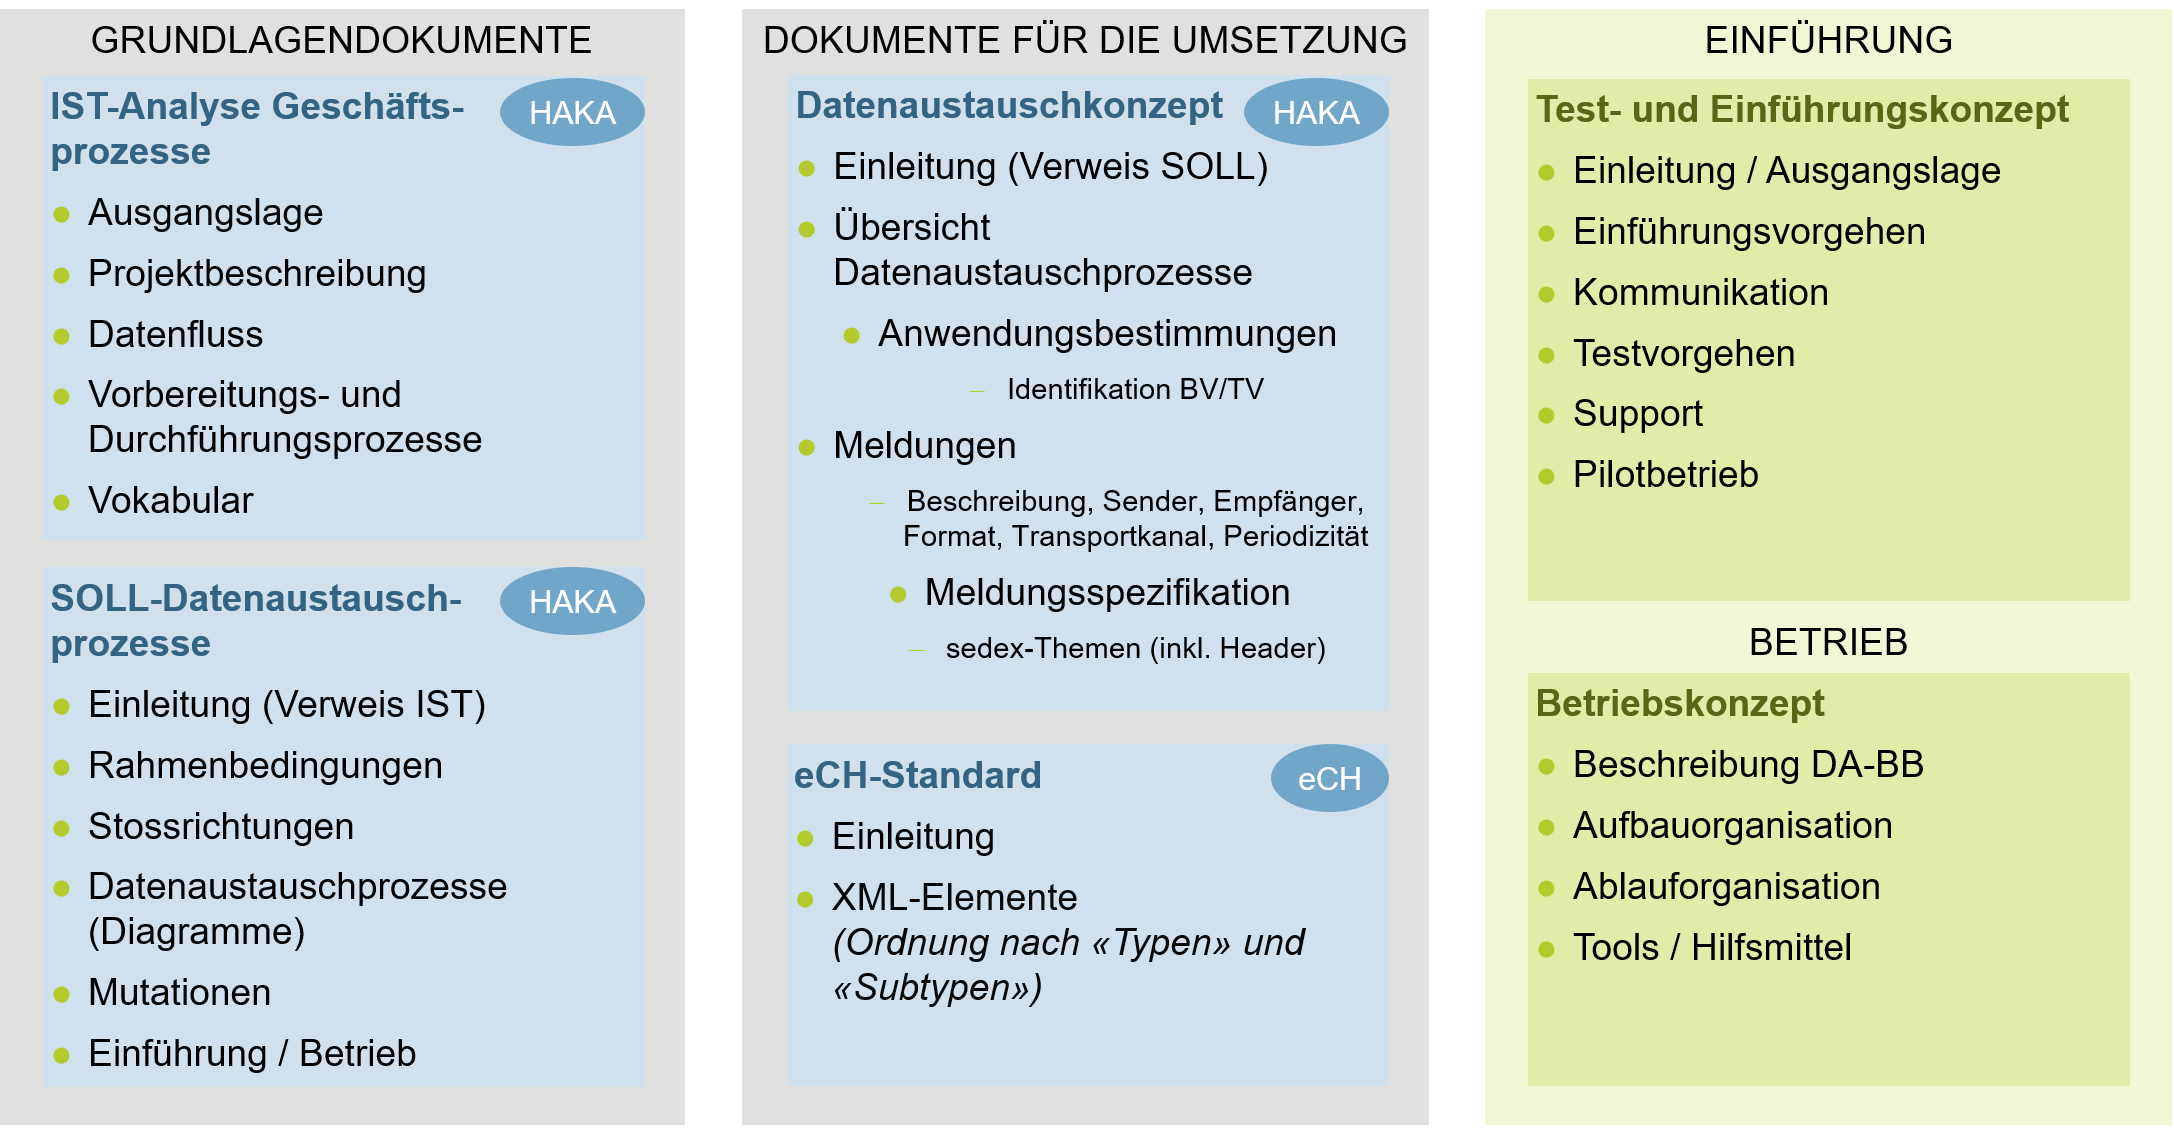 GRUNDLAGENDOKUMENTE
IST-Analyse Geschäfts-
prozesse
HAKA
● Ausgangslage
● Projektbeschreibung
● Datenfluss
● Vorbereitungs- und
Durchführungsprozesse
● Vokabular
SOLL-Datenaustausch-
prozesse
HAKA
● Einleitung (Verweis IST)
● Rahmenbedingungen
● Stossrichtungen
● Datenaustauschprozesse
(Diagramme)
● Mutationen
● Einführung / Betrieb
DOKUMENTE FÜR DIE UMSETZUNG
Datenaustauschkonzept
HAKA
● Einleitung (Verweis SOLL)
● Übersicht
Datenaustauschprozesse
● Anwendungsbestimmungen
– Identifikation BV/TV
● Meldungen
– Beschreibung, Sender, Empfänger,
Format, Transportkanal, Periodizität
● Meldungsspezifikation
– sedex-Themen (inkl. Header)
eCH-Standard
eCH
● Einleitung
● XML-Elemente
(Ordnung nach «Typen» und
«Subtypen»)
EINFÜHRUNG
Test- und Einführungskonzept
● Einleitung / Ausgangslage
● Einführungsvorgehen
● Kommunikation
● Testvorgehen
● Support
● Pilotbetrieb
BETRIEB
Betriebskonzept
● Beschreibung DA-BB
● Aufbauorganisation
● Ablauforganisation
● Tools / Hilfsmittel